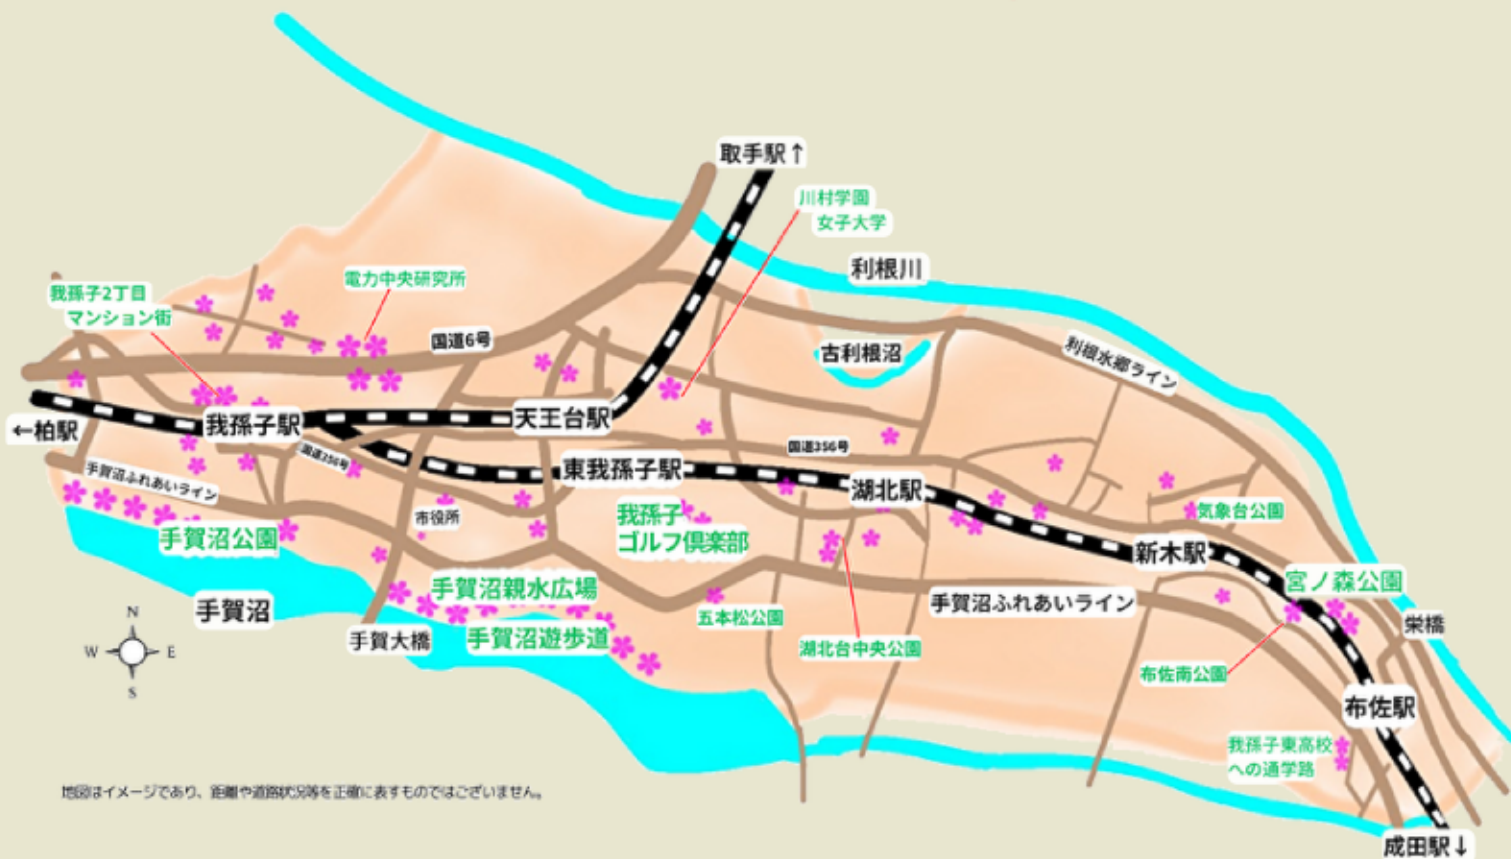 取手駅↑
川村学園
女子大学
利根川
電力中央研究所
我孫子2丁目
マンション街
国道6号
古利根沼
利根水郷ライン
←柏駅
我孫子駅
天王台駅
国道356号
国道356号
手賀沼ふれあいライン
東我孫子駅
湖北駅
市役所
我孫子
ゴルフ倶楽部
気象台公園
手賀沼公園
新木駅
宮ノ森公園
手賀沼
手賀沼親水広場
五本松公園
手賀沼ふれあいライン
栄橋
N
W
E
S
手賀大橋
手賀沼遊歩道
湖北台中央公園
布佐南公園
布佐駅
我孫子東高校
への通学路
地図はイメージであり、距離や道路状況等を正確に表すものではございません。
成田駅↓